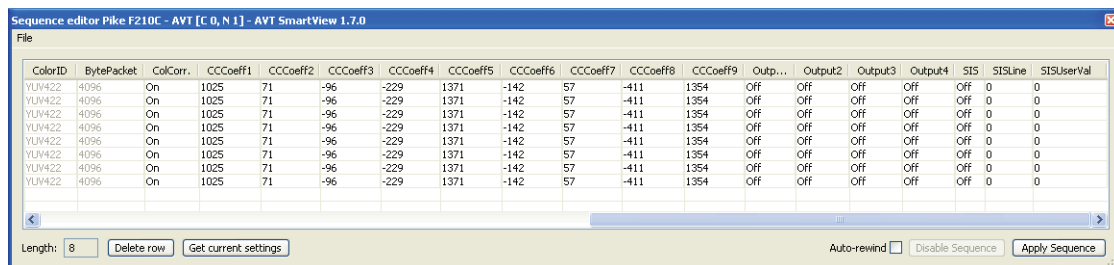 Sequence editor Pike F210C - AVT [C 0, N 1] - AVT SmartView 1.7.0
File
ColorID BytePacket ColCorr. CCCoeff1 CCCoeff2 CCCoeff3 CCCoeff4 CCCoeff5 CCCoeff6 CCCoeff7 CCCoeff8 CCCoeff9 Outp... Output2 Output3 Output4 SIS SISLine SISUserVal
YUV422 4096 On 1025 71 -96 -229 1371 -142 57 -411 1354 Off Off Off Off Off 0 0
YUV422 4096 On 1025 71 -96 -229 1371 -142 57 -411 1354 Off Off Off Off Off 0 0
YUV422 4096 On 1025 71 -96 -229 1371 -142 57 -411 1354 Off Off Off Off Off 0 0
YUV422 4096 On 1025 71 -96 -229 1371 -142 57 -411 1354 Off Off Off Off Off 0 0
YUV422 4096 On 1025 71 -96 -229 1371 -142 57 -411 1354 Off Off Off Off Off 0 0
YUV422 4096 On 1025 71 -96 -229 1371 -142 57 -411 1354 Off Off Off Off Off 0 0
YUV422 4096 On 1025 71 -96 -229 1371 -142 57 -411 1354 Off Off Off Off Off 0 0
YUV422 4096 On 1025 71 -96 -229 1371 -142 57 -411 1354 Off Off Off Off Off 0 0
Length: 8 Delete row Get current settings Auto-rewind Disable Sequence Apply Sequence